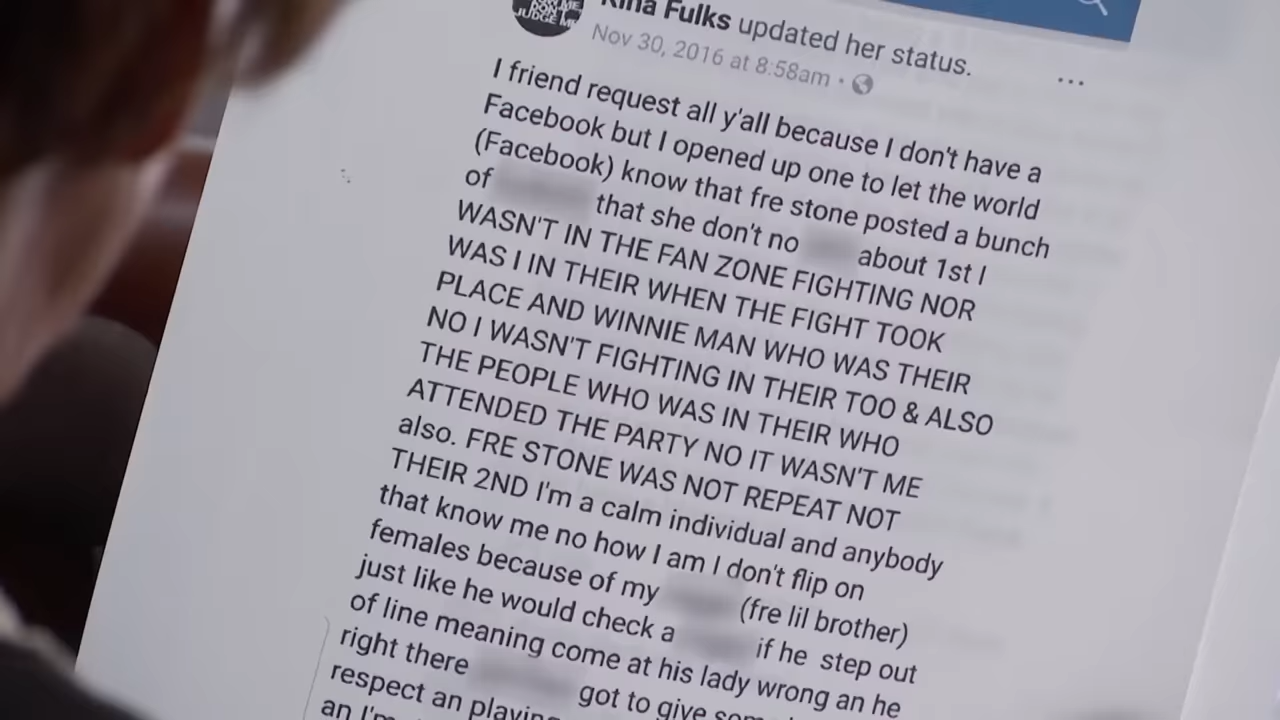 DON'T
JUDGE ME
Fulks updated her status.
Nov 30, 2016 at 8:58am
I friend request all y'all because I don't have a
Facebook but I opened up one to let the world
(Facebook) know that fre stone posted a bunch
of that she don't no about 1st I
WASN'T IN THE FAN ZONE FIGHTING NOR
WAS I IN THEIR WHEN THE FIGHT TOOK
PLACE AND WINNIE MAN WHO WAS THEIR
NO I WASN'T FIGHTING IN THEIR TOO & ALSO
THE PEOPLE WHO WAS IN THEIR WHO
ATTENDED THE PARTY NO IT WASN'T ME
also. FRE STONE WAS NOT REPEAT NOT
THEIR 2ND I'm a calm individual and anybody
that know me no how I am I don't flip on
females because of my (fre lil brother)
just like he would check a if he step out
of line meaning come at his lady wrong an he
right there got to give
respect an playing
an I'm